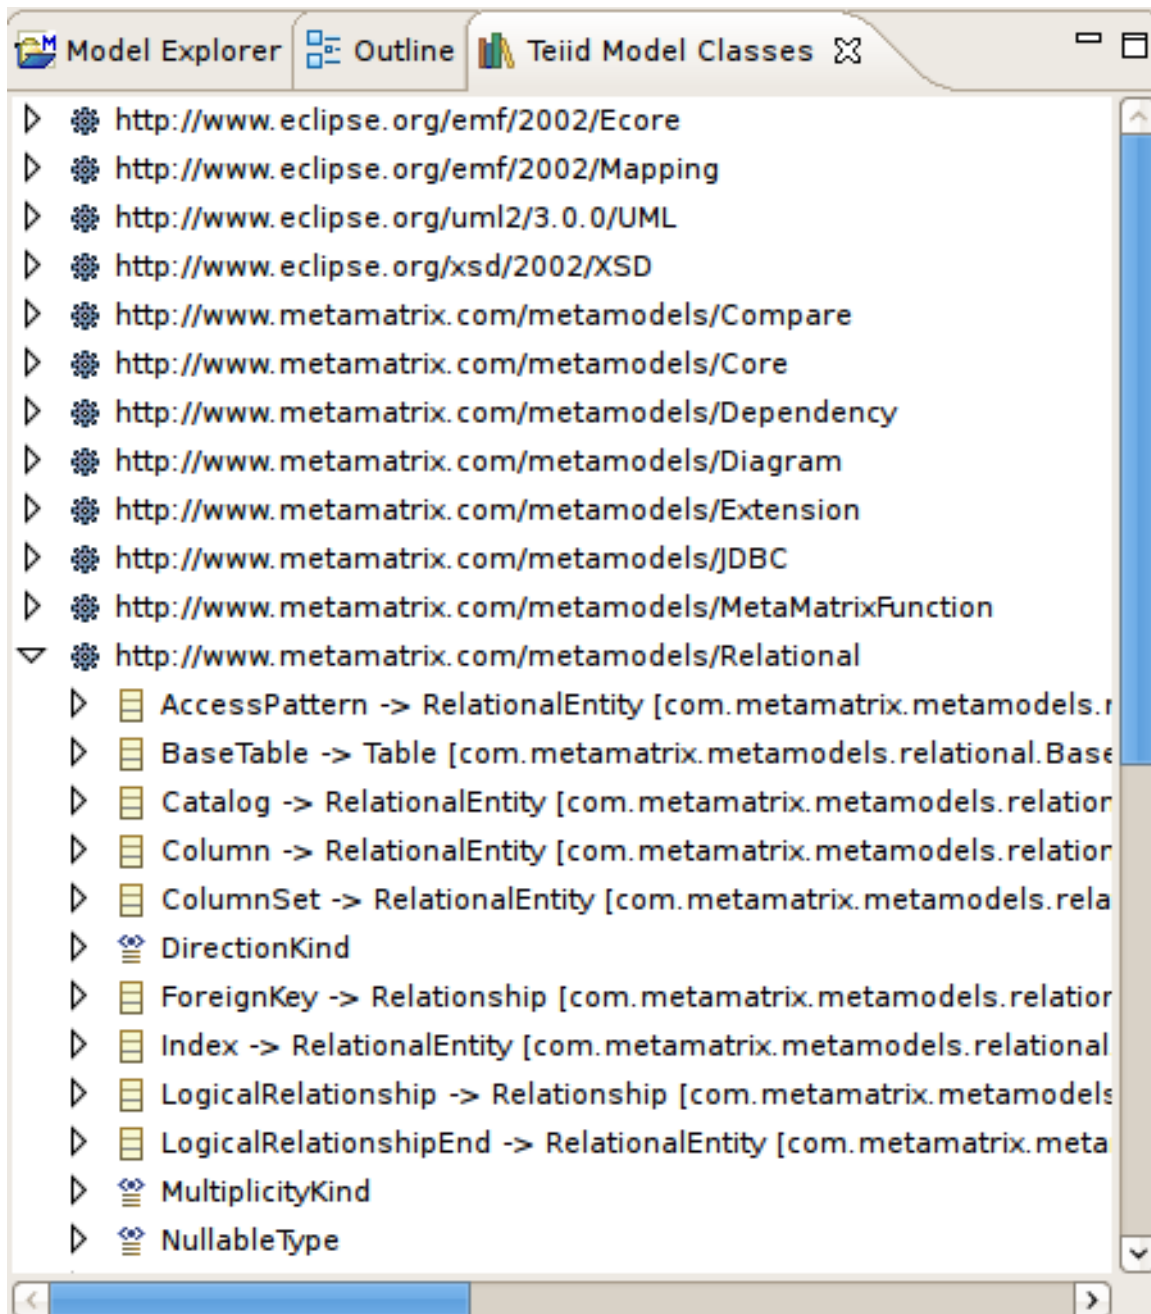 Model Explorer Outline Teiid Model Classes
http://www.eclipse.org/emf/2002/Ecore
http://www.eclipse.org/emf/2002/Mapping
http://www.eclipse.org/uml2/3.0.0/UML
http://www.eclipse.org/xsd/2002/XSD
http://www.metamatrix.com/metamodels/Compare
http://www.metamatrix.com/metamodels/Core
http://www.metamatrix.com/metamodels/Dependency
http://www.metamatrix.com/metamodels/Diagram
http://www.metamatrix.com/metamodels/Extension
http://www.metamatrix.com/metamodels/JDBC
http://www.metamatrix.com/metamodels/MetaMatrixFunction
http://www.metamatrix.com/metamodels/Relational
AccessPattern -> RelationalEntity [com.metamatrix.metamodels.r
BaseTable -> Table [com.metamatrix.metamodels.relational.Base
Catalog -> RelationalEntity [com.metamatrix.metamodels.relation
Column -> RelationalEntity [com.metamatrix.metamodels.relation
ColumnSet -> RelationalEntity [com.metamatrix.metamodels.rela
DirectionKind
ForeignKey -> Relationship [com.metamatrix.metamodels.relation
Index -> RelationalEntity [com.metamatrix.metamodels.relational.
LogicalRelationship -> Relationship [com.metamatrix.metamodels
LogicalRelationshipEnd -> RelationalEntity [com.metamatrix.meta
MultiplicityKind
NullableType